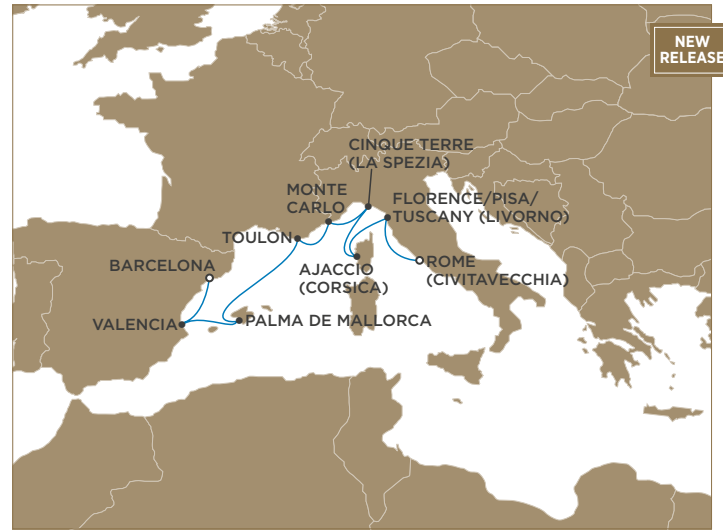 NEW
RELEASE
CINQUE TERRE
(LA SPEZIA)
MONTE
CARLO
FLORENCE/PISA/
TUSCANY (LIVORNO)
TOULON
BARCELONA
AJACCIO
(CORSICA)
ROME
(CIVITAVECCHIA)
VALENCIA
PALMA DE MALLORCA